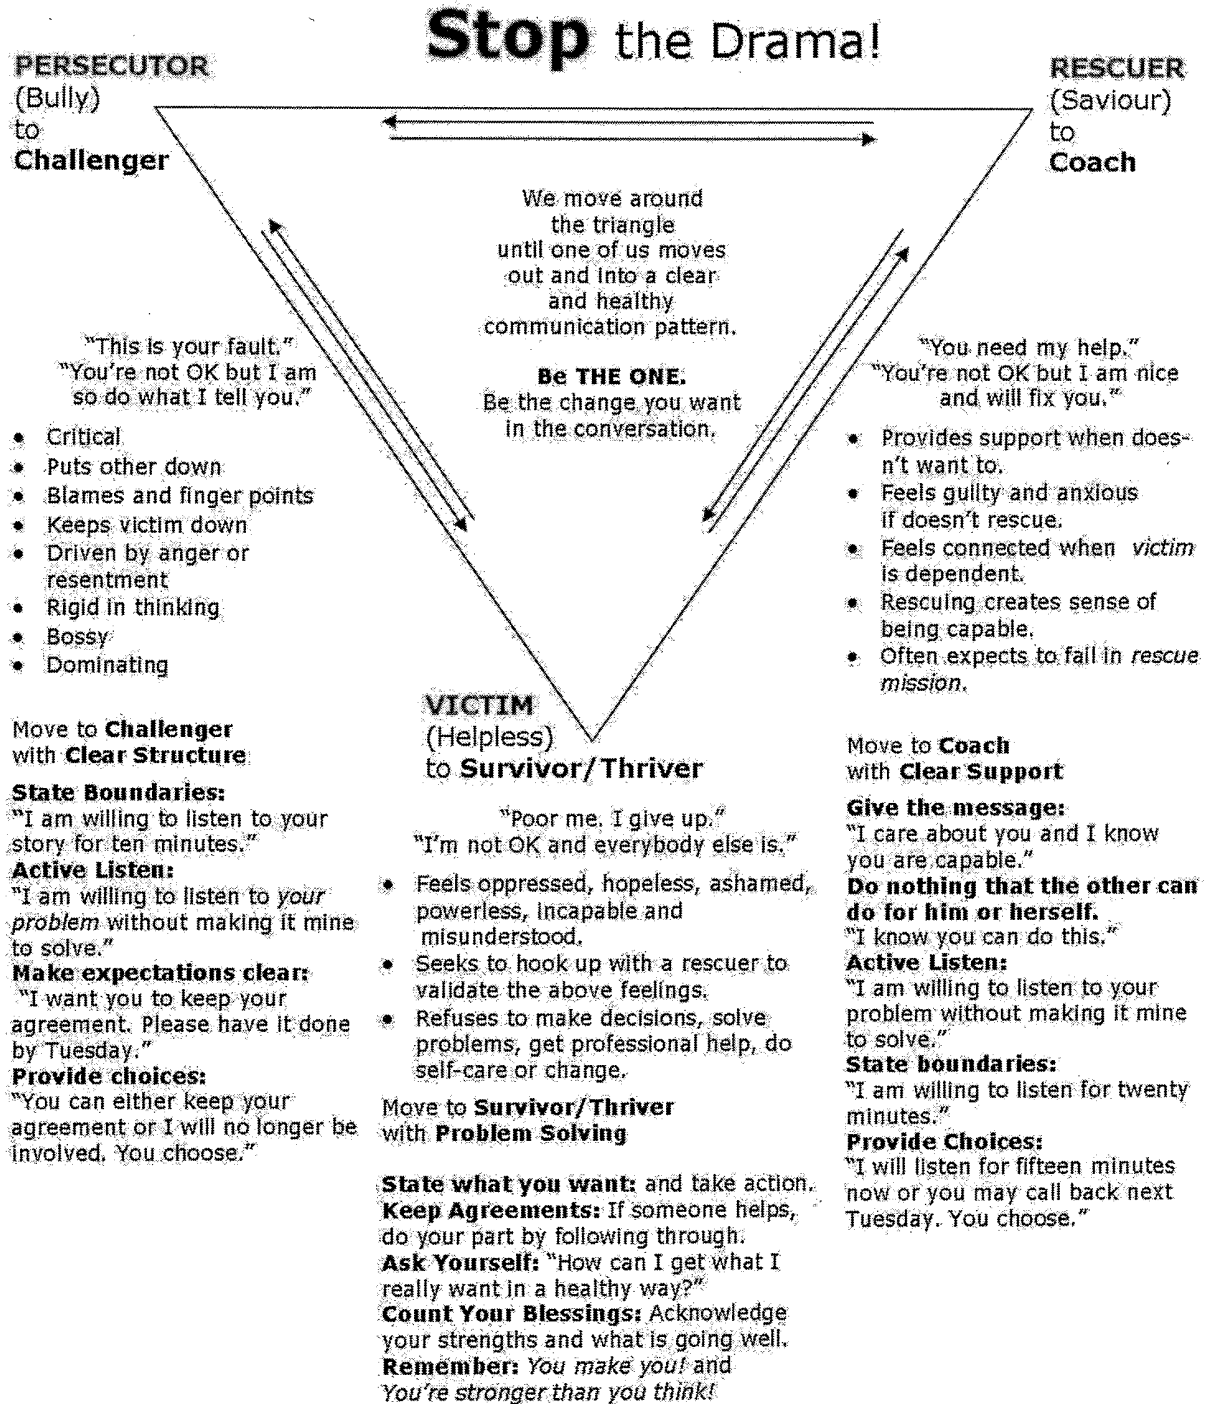 Stop the Drama!
PERSECUTOR
(Bully)
to
Challenger
RESCUER
(Saviour)
to
Coach
We move around
the triangle
until one of us moves
out and into a clear
and healthy
communication pattern.
Be THE ONE.
Be the change you want
in the conversation.
"This is your fault."
"You're not OK but I am
so do what I tell you."
• Critical
• Puts other down
• Blames and finger points
• Keeps victim down
• Driven by anger or
resentment
• Rigid in thinking
• Bossy
• Dominating
Move to Challenger
with Clear Structure
State Boundaries:
"I am willing to listen to your
story for ten minutes."
Active Listen:
"I am willing to listen to your
problem without making it mine
to solve."
Make expectations clear:
"I want you to keep your
agreement. Please have it done
by Tuesday."
Provide choices:
"You can either keep your
agreement or I will no longer be
involved. You choose."
VICTIM
(Helpless)
to Survivor/Thriver
"Poor me. I give up."
"I'm not OK and everybody else is."
• Feels oppressed, hopeless, ashamed,
powerless, incapable and
misunderstood.
• Seeks to hook up with a rescuer to
validate the above feelings.
• Refuses to make decisions, solve
problems, get professional help, do
self-care or change.
Move to Survivor/Thriver
with Problem Solving
State what you want: and take action.
Keep Agreements: If someone helps,
do your part by following through.
Ask Yourself: "How can I get what I
really want in a healthy way?"
Count Your Blessings: Acknowledge
your strengths and what is going well.
Remember: You make you! and
You're stronger than you think!
"You need my help."
"You're not OK but I am nice
and will fix you."
• Provides support when does-
n't want to.
• Feels guilty and anxious
if doesn't rescue.
• Feels connected when victim
is dependent.
• Rescuing creates sense of
being capable.
• Often expects to fail in rescue
mission.
Move to Coach
with Clear Support
Give the message:
"I care about you and I know
you are capable."
Do nothing that the other can
do for him or herself.
"I know you can do this."
Active Listen:
"I am willing to listen to your
problem without making it mine
to solve."
State boundaries:
"I am willing to listen for twenty
minutes."
Provide Choices:
"I will listen for fifteen minutes
now or you may call back next
Tuesday. You choose."